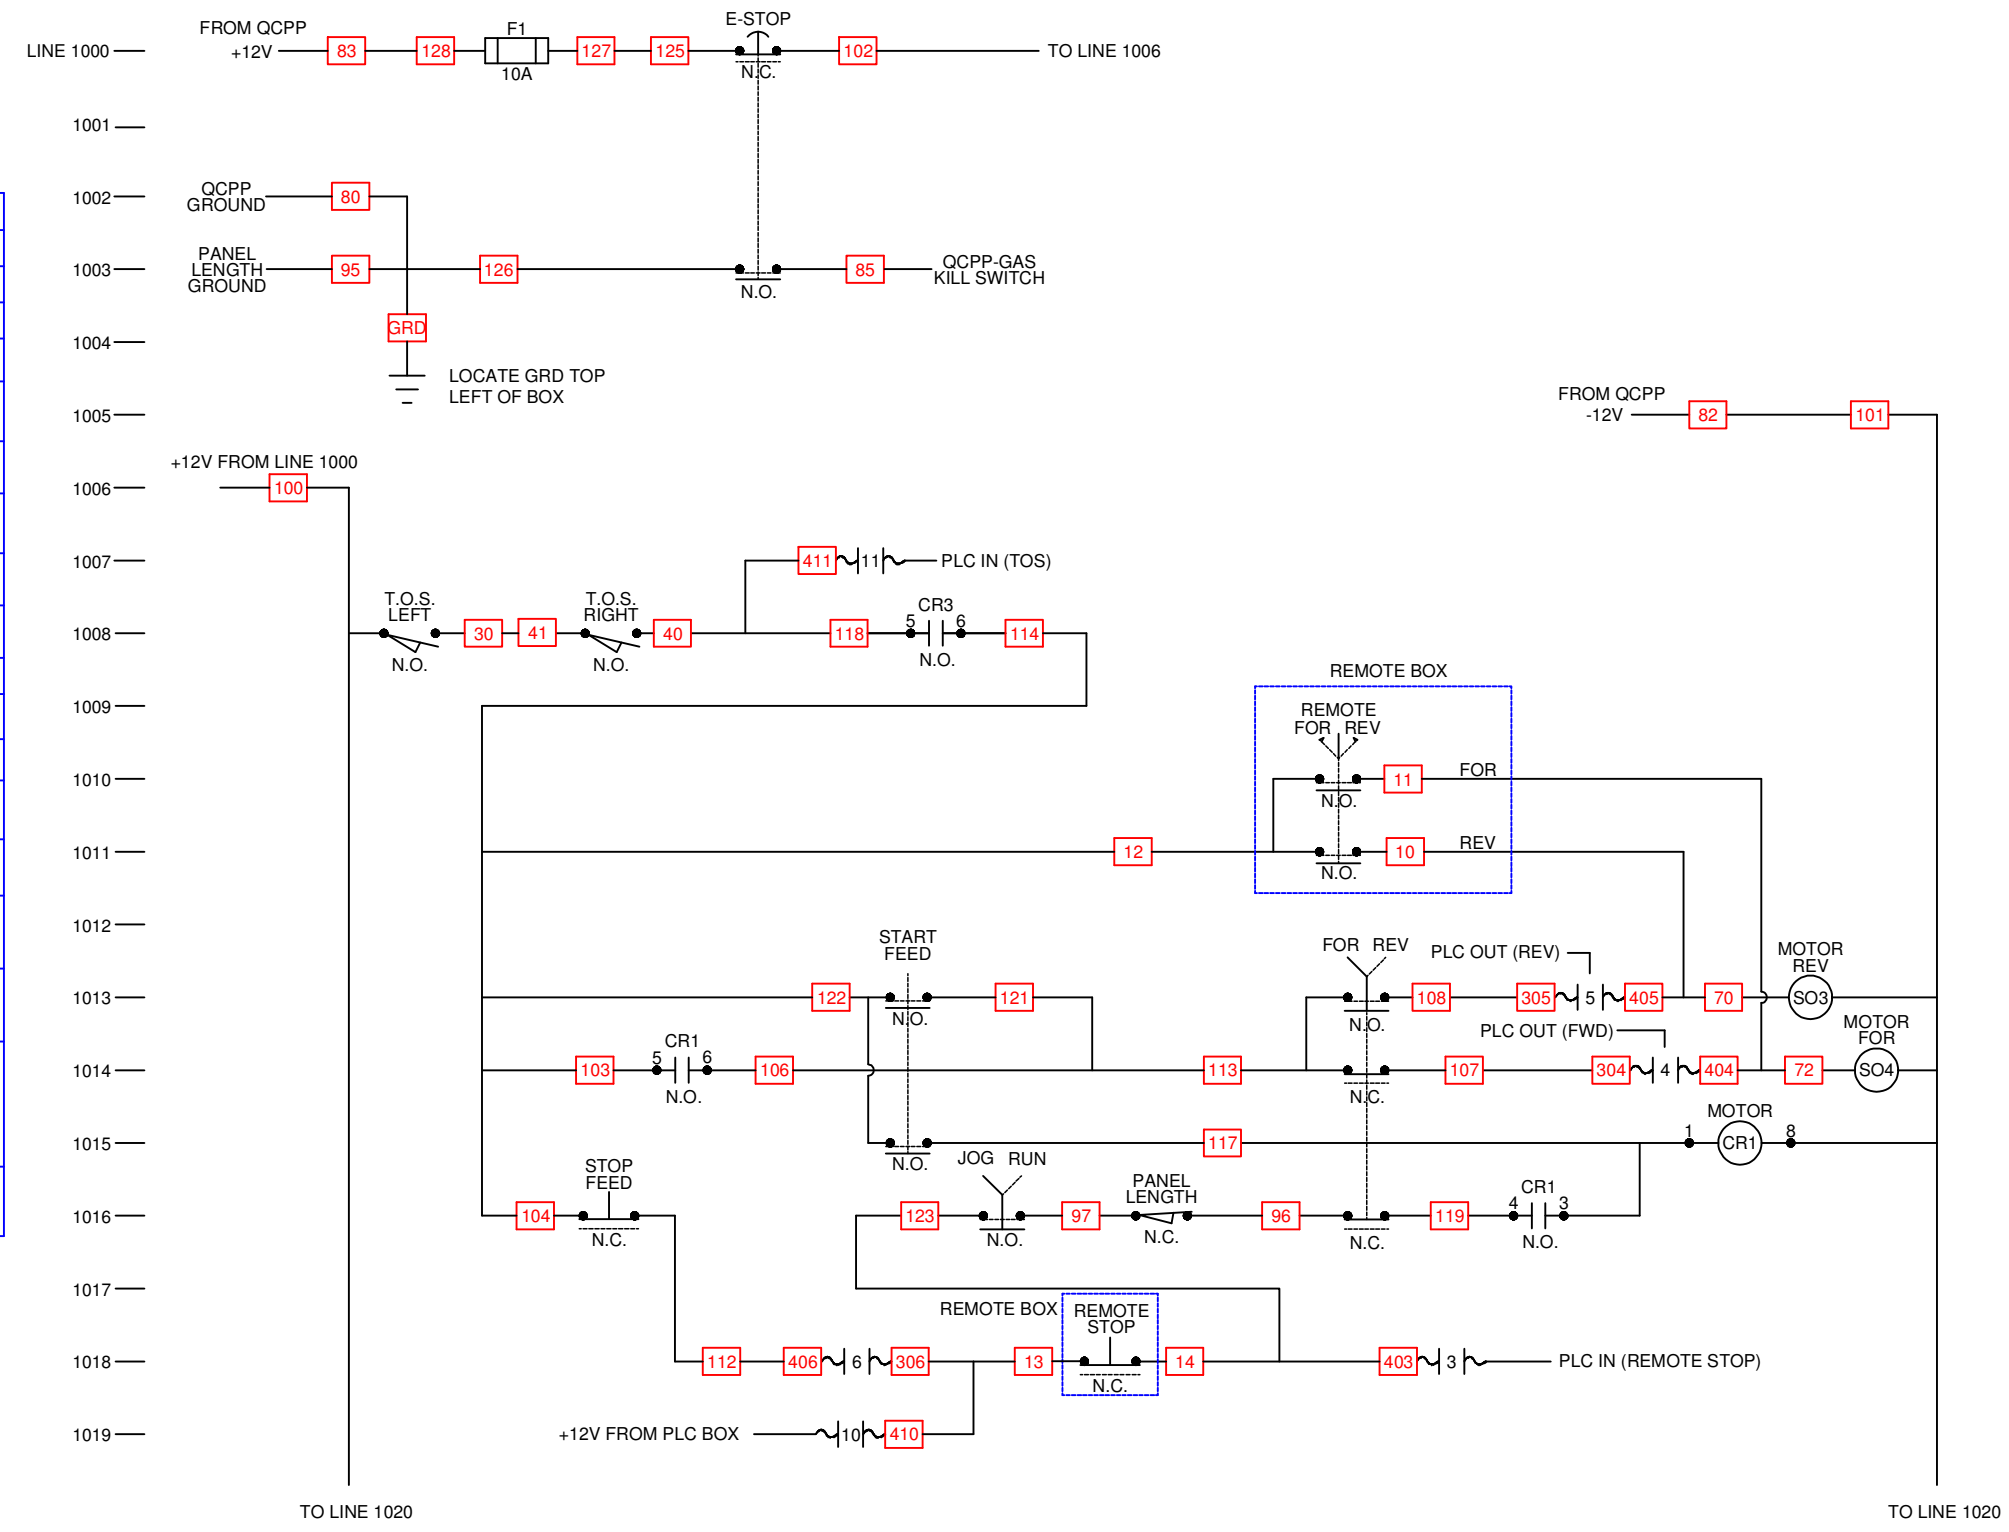 FROM QCPP
E-STOP
F1
LINE 1000
+12V
83
128
127
125
102
TO LINE 1006
10A
N.C.
1001
1002
QCPP
GROUND
80
1003
PANEL
LENGTH
GROUND
95
126
N.O.
85
QCPP-GAS
KILL SWITCH
GRD
1004
LOCATE GRD TOP
LEFT OF BOX
FROM QCPP
1005
-12V
82
101
+12V FROM LINE 1000
1006
100
1007
411
11
PLC IN (TOS)
T.O.S.
LEFT
T.O.S.
RIGHT
CR3
1008
30
41
40
118
5
6
114
N.O.
N.O.
N.O.
REMOTE BOX
1009
REMOTE
FOR REV
1010
11
FOR
N.O.
1011
12
10
REV
N.O.
1012
START
FEED
FOR REV
PLC OUT (REV)
MOTOR
REV
1013
122
121
108
305
5
405
70
SO3
N.O.
N.O.
PLC OUT (FWD)
MOTOR
FOR
CR1
1014
103
5
6
106
113
107
304
4
404
72
SO4
N.O.
N.C.
MOTOR
1015
117
1
CR1
8
N.O.
STOP
FEED
JOG RUN
PANEL
LENGTH
CR1
1016
104
123
97
96
119
4
3
N.C.
N.O.
N.C.
N.C.
N.O.
1017
REMOTE BOX
REMOTE
STOP
1018
112
406
6
306
13
14
403
3
PLC IN (REMOTE STOP)
N.C.
1019
+12V FROM PLC BOX
10
410
TO LINE 1020
TO LINE 1020